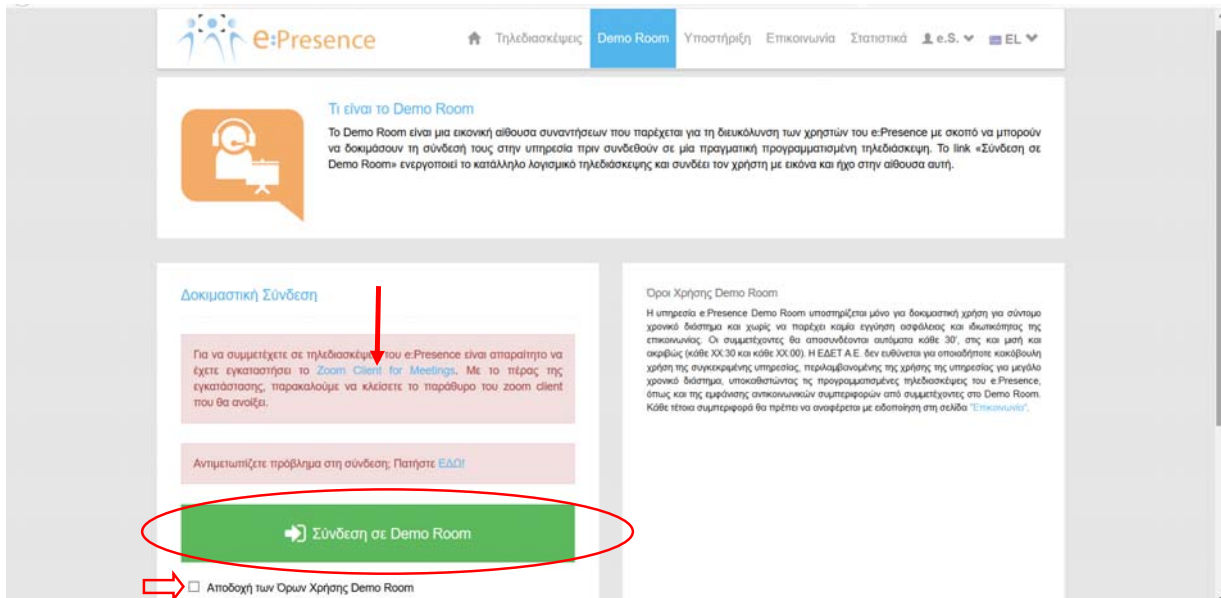 e:Presence
Τηλεδιασκέψεις Demo Room Υποστήριξη Επικοινωνία Στατιστικά e.S. EL
Τι είναι το Demo Room
Το Demo Room είναι μια εικονική αίθουσα συναντήσεων που παρέχεται για τη διευκόλυνση των χρηστών του e:Presence με σκοπό να μπορούν
να δοκιμάσουν τη σύνδεσή τους στην υπηρεσία πριν συνδεθούν σε μία πραγματική προγραμματισμένη τηλεδιάσκεψη. Το link «Σύνδεση σε
Demo Room» ενεργοποιεί το κατάλληλο λογισμικό τηλεδιάσκεψης και συνδέει τον χρήστη με εικόνα και ήχο στην αίθουσα αυτή.
Δοκιμαστική Σύνδεση
Για να συμμετέχετε σε τηλεδιασκέψεις του e:Presence είναι απαραίτητο να
έχετε εγκαταστήσει το Zoom Client for Meetings. Με το πέρας της
εγκατάστασης, παρακαλούμε να κλείσετε το παράθυρο του zoom client
που θα ανοίξει.
Αντιμετωπίζετε πρόβλημα στη σύνδεση; Πατήστε ΕΔΩ!
Σύνδεση σε Demo Room
Αποδοχή των Όρων Χρήσης Demo Room
Όροι Χρήσης Demo Room
Η υπηρεσία e:Presence Demo Room υποστηρίζεται μόνο για δοκιμαστική χρήση για σύντομο
χρονικό διάστημα και χωρίς να παρέχει καμία εγγύηση ασφάλειας και ιδιωτικότητας της
επικοινωνίας. Οι συμμετέχοντες θα αποσυνδέονται αυτόματα κάθε 30', στις και μισή και
ακριβώς (κάθε ΧΧ:30 και κάθε ΧΧ:00). Η ΕΔΕΤ Α.Ε. δεν ευθύνεται για οποιαδήποτε κακόβουλη
χρήση της συγκεκριμένης υπηρεσίας, περιλαμβανομένης της χρήσης της υπηρεσίας για μεγάλο
χρονικό διάστημα, υποκαθιστώντας τις προγραμματισμένες τηλεδιασκέψεις του e:Presence,
όπως και της εμφάνισης αντικοινωνικών συμπεριφορών από συμμετέχοντες στο Demo Room.
Κάθε τέτοια συμπεριφορά θα πρέπει να αναφέρεται με ειδοποίηση στη σελίδα "Επικοινωνία".